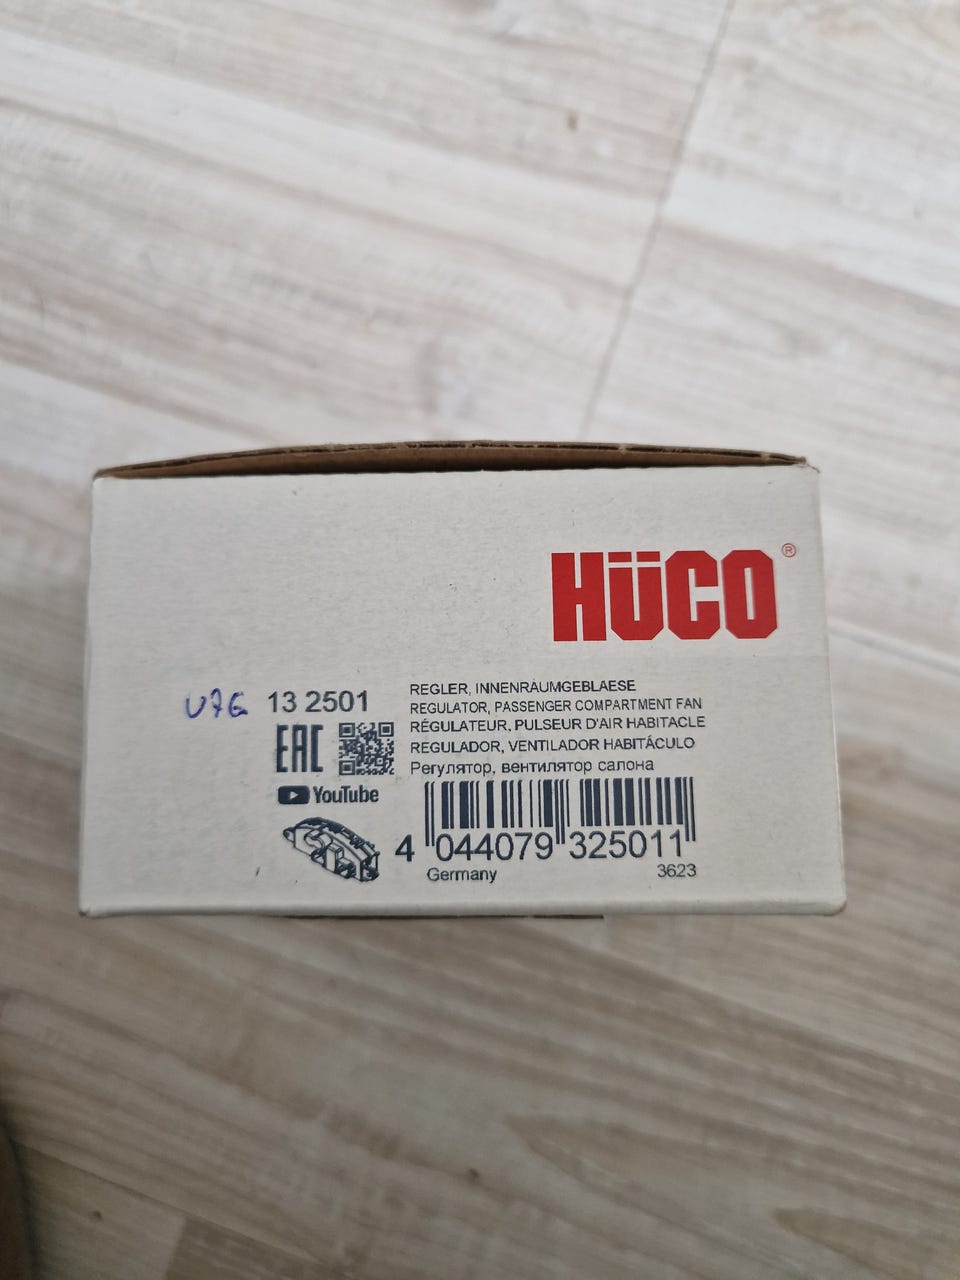 HÜCO ®
13 2501
REGLER, INNENRAUMGEBLAESE
REGULATOR, PASSENGER COMPARTMENT FAN
RÉGULATEUR, PULSEUR D'AIR HABITACLE
REGULADOR, VENTILADOR HABITÁCULO
Регулятор, вентилятор салона
EAC
YouTube
4 044079 325011
Germany
3623